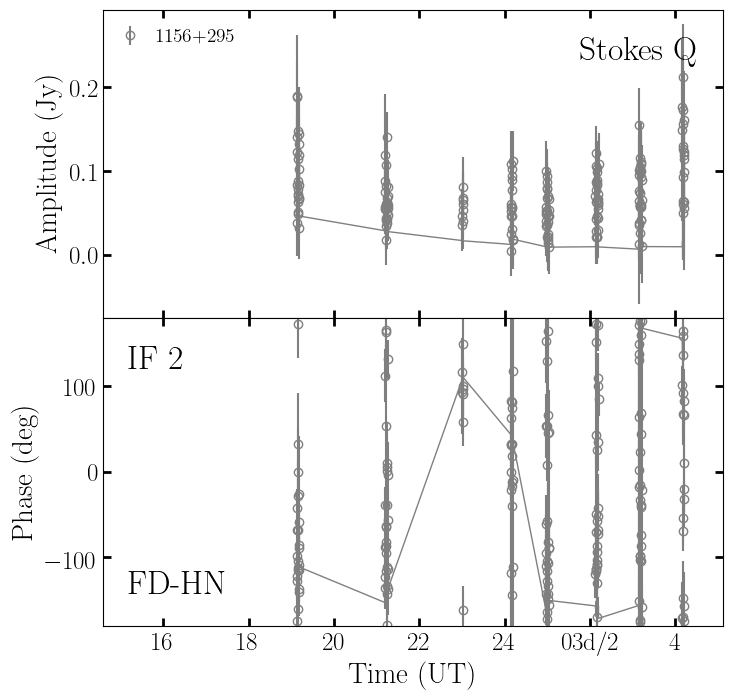 1156+295
Stokes Q
0.2
0.1
0.0
Amplitude (Jy)
IF 2
100
0
−100
Phase (deg)
FD-HN
16 18 20 22 24 03d/2 4
Time (UT)